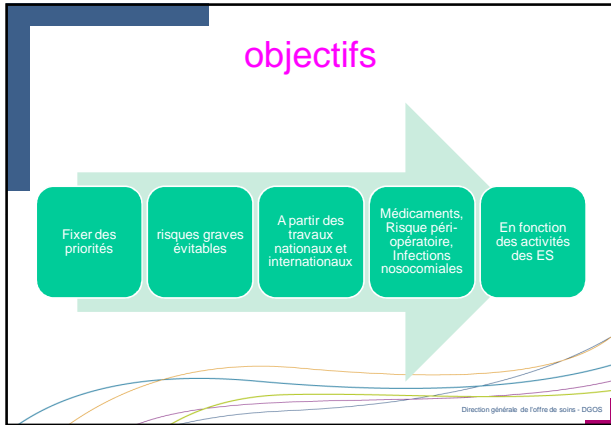 objectifs
Fixer des
priorités
risques graves
évitables
A partir des
travaux
nationaux et
internationaux
Médicaments,
Risque péri-
opératoire,
Infections
nosocomiales
En fonction
des activités
des ES
Direction générale de l'offre de soins - DGOS